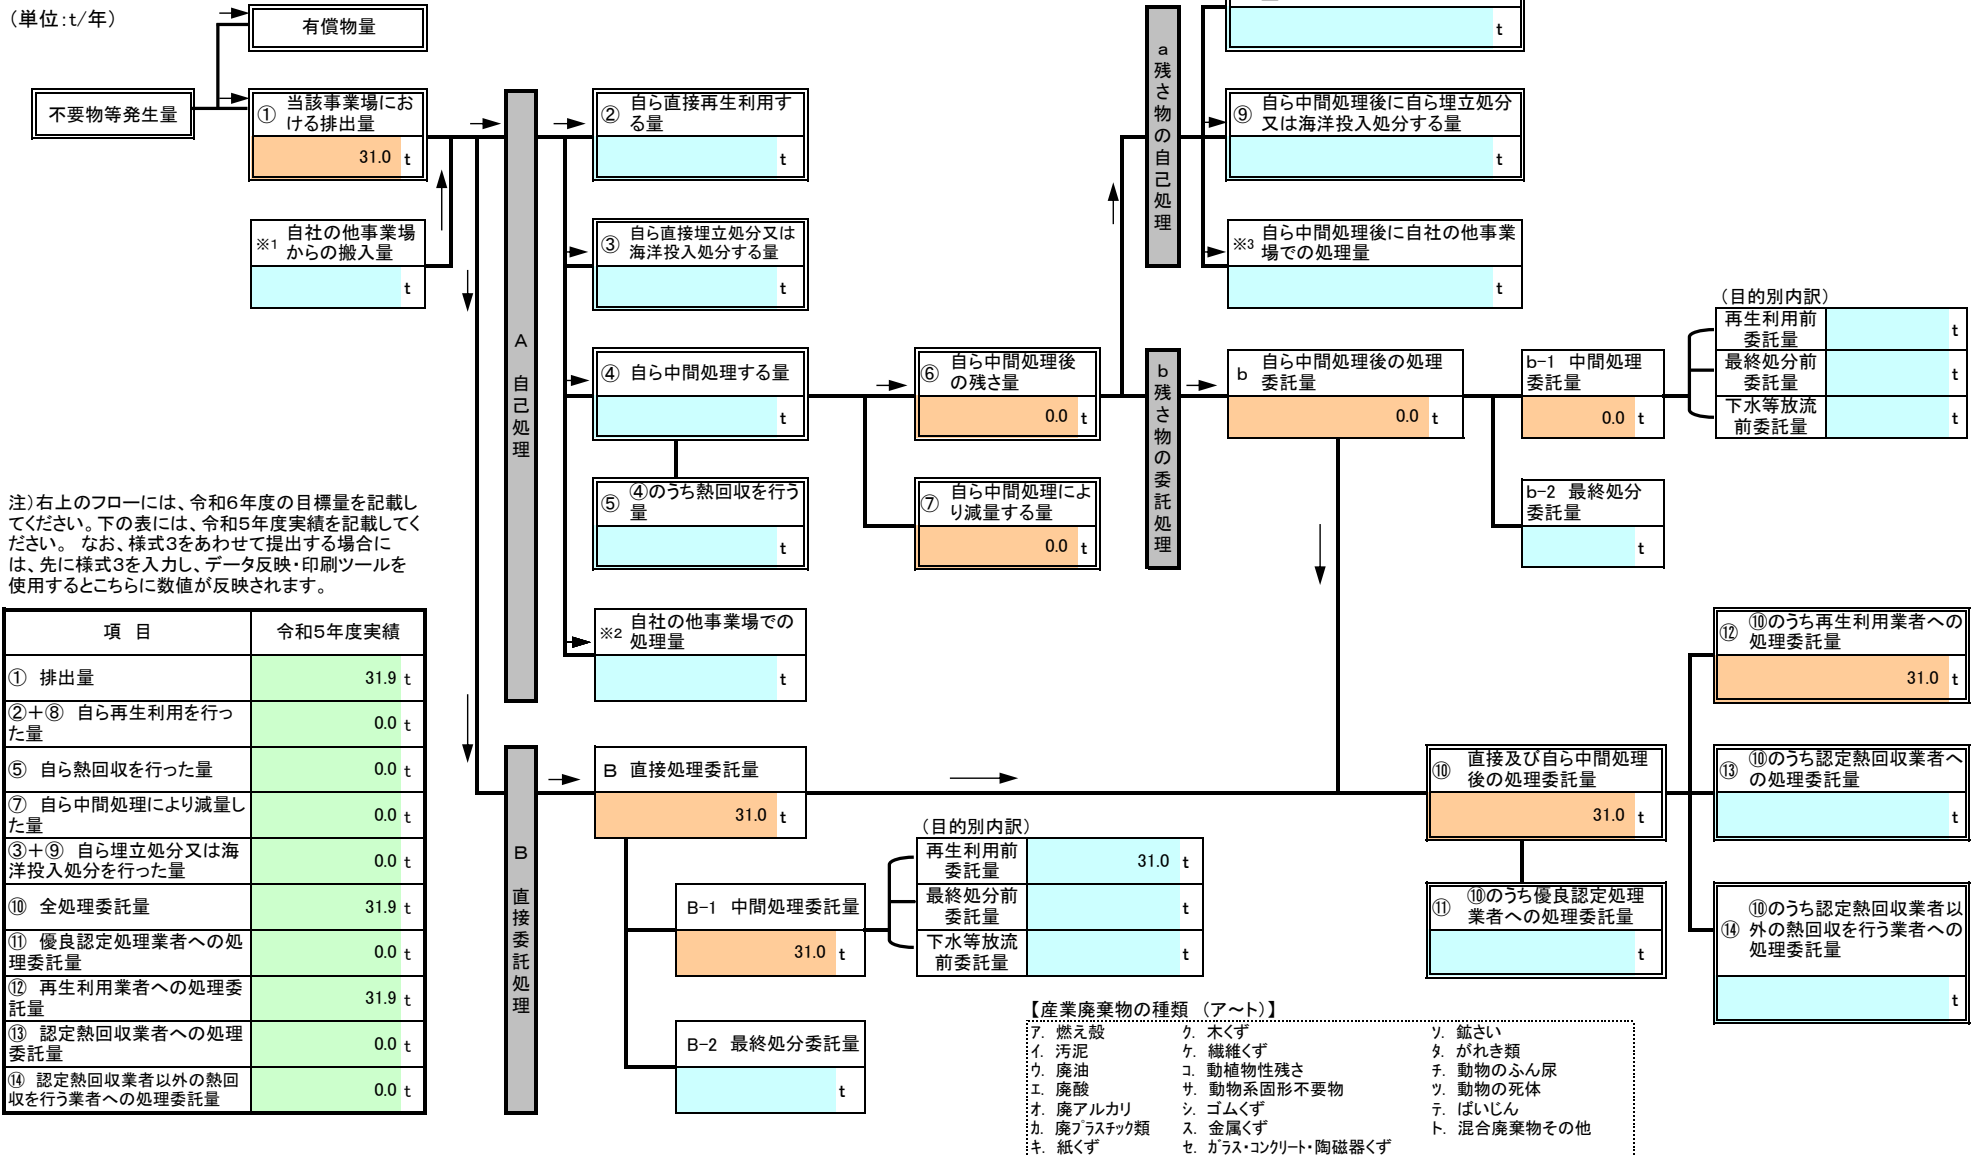 （単位：t/年）
有償物量
不要物等発生量
① 当該事業場にお
ける排出量
31.0 t
※1 自社の他事業場
からの搬入量
t
A 自己処理
② 自ら直接再生利用す
る量
t
③ 自ら直接埋立処分又は
海洋投入処分する量
t
④ 自ら中間処理する量
t
⑤ ④のうち熱回収を行う
量
t
※2 自社の他事業場での
処理量
t
⑥ 自ら中間処理後
の残さ量
0.0 t
⑦ 自ら中間処理によ
り減量する量
0.0 t
a 残さ物の自己処理
t
⑨ 自ら中間処理後に自ら埋立処分
又は海洋投入処分する量
t
※3 自ら中間処理後に自社の他事業
場での処理量
t
b 残さ物の委託処理
b 自ら中間処理後の処理
委託量
0.0 t
b-1 中間処理
委託量
0.0 t
b-2 最終処分
委託量
t
（目的別内訳）
再生利用前
委託量
t
最終処分前
委託量
t
下水等放流
前委託量
t
注）右上のフローには、令和6年度の目標量を記載し
てください。下の表には、令和5年度実績を記載してく
ださい。 なお、様式3をあわせて提出する場合に
は、先に様式3を入力し、データ反映・印刷ツールを
使用するとこちらに数値が反映されます。
項 目 令和5年度実績
① 排出量 31.9 t
②＋⑧ 自ら再生利用を行っ
た量 0.0 t
⑤ 自ら熱回収を行った量 0.0 t
⑦ 自ら中間処理により減量し
た量 0.0 t
③＋⑨ 自ら埋立処分又は海
洋投入処分を行った量 0.0 t
⑩ 全処理委託量 31.9 t
⑪ 優良認定処理業者への処
理委託量 0.0 t
⑫ 再生利用業者への処理委
託量 31.9 t
⑬ 認定熱回収業者への処理
委託量 0.0 t
⑭ 認定熱回収業者以外の熱回
収を行う業者への処理委託量 0.0 t
B 直接委託処理
B 直接処理委託量
31.0 t
B-1 中間処理委託量
31.0 t
B-2 最終処分委託量
t
（目的別内訳）
再生利用前
委託量
31.0 t
最終処分前
委託量
t
下水等放流
前委託量
t
⑩ 直接及び自ら中間処理
後の処理委託量
31.0 t
⑪ ⑩のうち優良認定処理
業者への処理委託量
t
⑫ ⑩のうち再生利用業者への
処理委託量
31.0 t
⑬ ⑩のうち認定熱回収業者へ
の処理委託量
t
⑭ ⑩のうち認定熱回収業者以
外の熱回収を行う業者への
処理委託量
t
【産業廃棄物の種類 （ア～ト）】
ｱ. 燃え殻 ｸ. 木くず ｿ. 鉱さい
ｲ. 汚泥 ｹ. 繊維くず ﾀ. がれき類
ｳ. 廃油 ｺ. 動植物性残さ ﾁ. 動物のふん尿
ｴ. 廃酸 ｻ. 動物系固形不要物 ﾂ. 動物の死体
ｵ. 廃アルカリ ｼ. ゴムくず ﾃ. ばいじん
ｶ. 廃ﾌﾟﾗｽﾁｯｸ類 ｽ. 金属くず ﾄ. 混合廃棄物その他
ｷ. 紙くず ｾ. ｶﾞﾗｽ・ｺﾝｸﾘｰﾄ・陶磁器くず